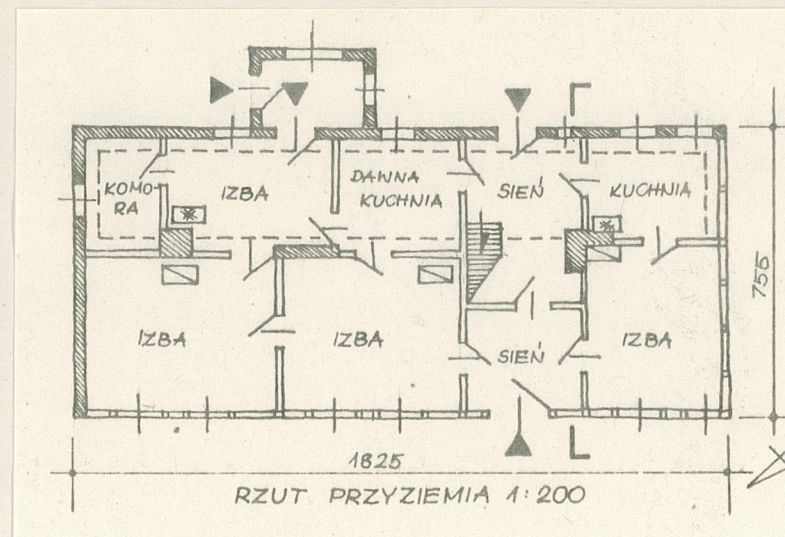 KOMO-
RA
IZBA
DAWNA
KUCHNIA
SIEŃ
KUCHNIA
IZBA
IZBA
SIEŃ
IZBA
755
1825
RZUT PRZYZIEMIA 1:200